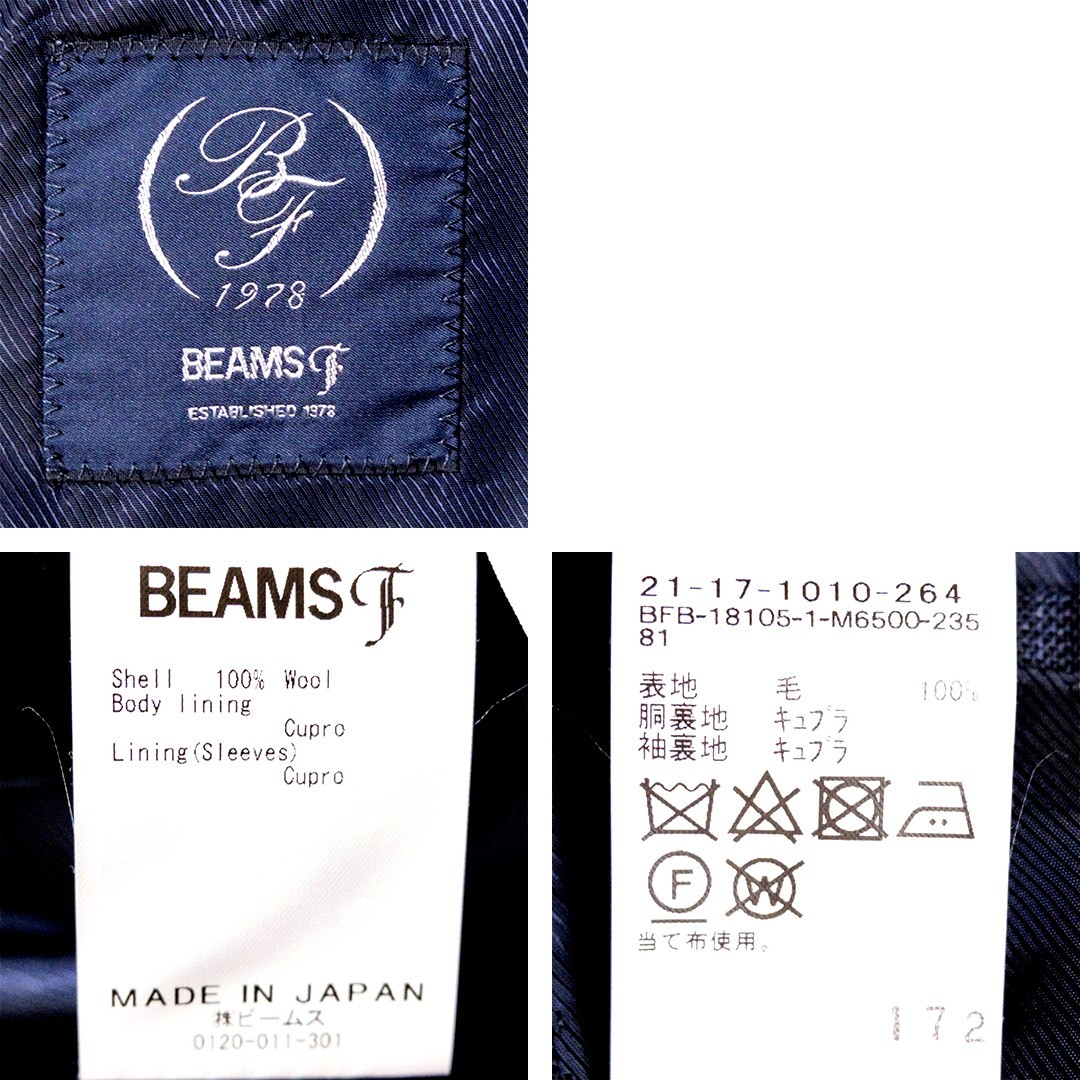 BF
1978
BEAMS F
ESTABLISHED 1978
BEAMS F
Shell 100% Wool
Body lining
Cupro
Lining(Sleeves)
Cupro
MADE IN JAPAN
株ビームス
0120-011-301
21-17-1010-264
BFB-18105-1-M6500-235
81
表地 毛 100%
胴裏地 キュプラ
袖裏地 キュプラ
F W
当て布使用。
172